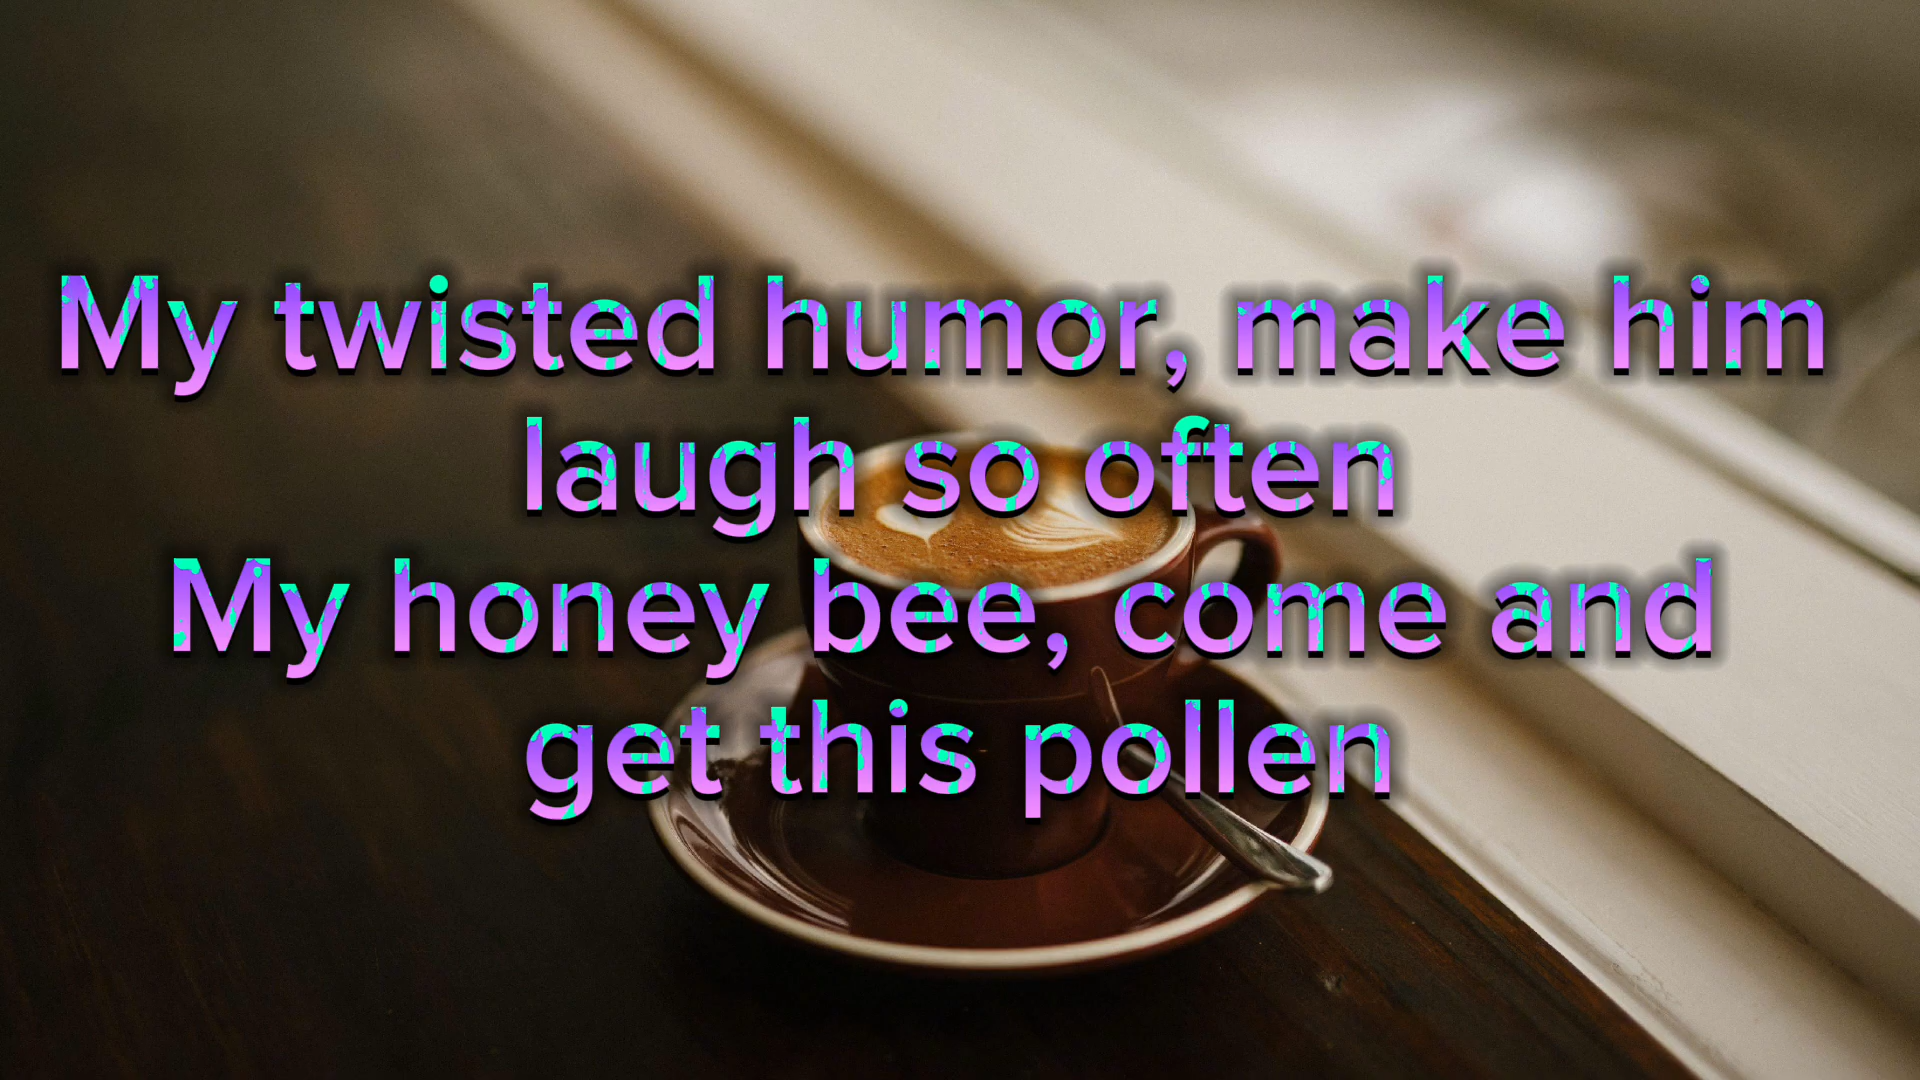 My twisted humor, make him
laugh so often
My honey bee, come and
get this pollen